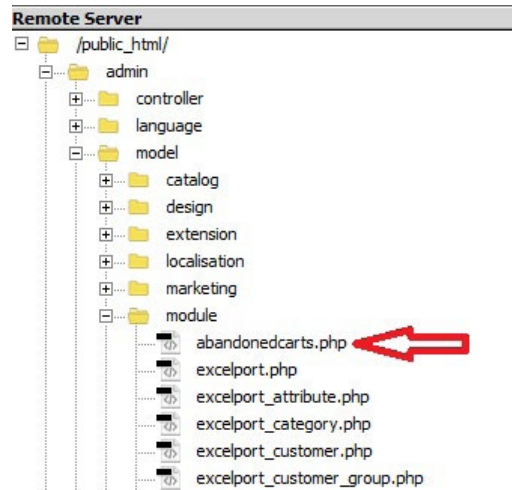 Remote Server
/public_html/
admin
controller
language
model
catalog
design
extension
localisation
marketing
module
abandonedcarts.php
excelport.php
excelport_attribute.php
excelport_category.php
excelport_customer.php
excelport_customer_group.php